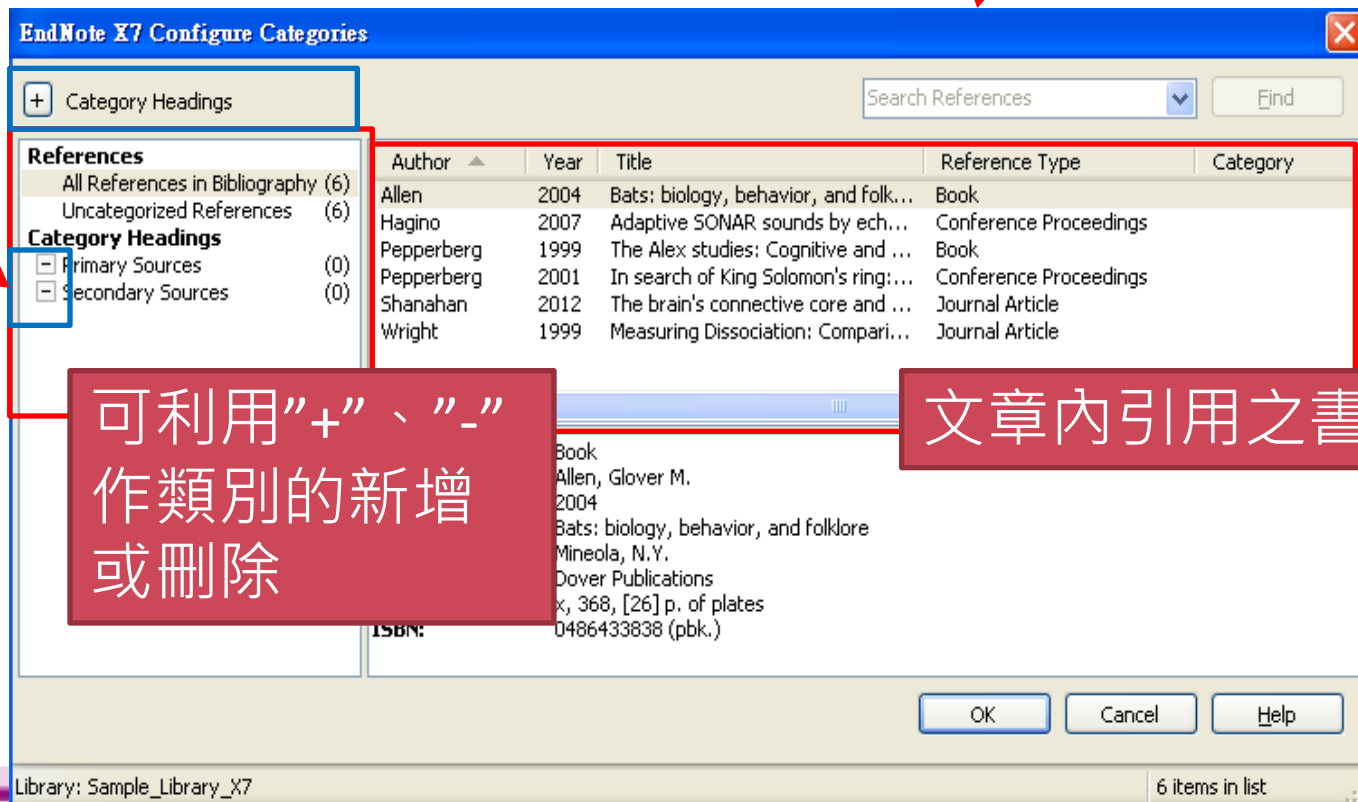 EndNote X7 Configure Categories
+ Category Headings
Search References
Find
References
All References in Bibliography (6)
Uncategorized References (6)
Category Headings
- Primary Sources (0)
- Secondary Sources (0)
Author Year Title Reference Type Category
Allen 2004 Bats: biology, behavior, and folk... Book
Hagino 2007 Adaptive SONAR sounds by ech... Conference Proceedings
Pepperberg 1999 The Alex studies: Cognitive and ... Book
Pepperberg 2001 In search of King Solomon's ring:... Conference Proceedings
Shanahan 2012 The brain's connective core and ... Journal Article
Wright 1999 Measuring Dissociation: Compari... Journal Article
可利用”+”、”-”
作類別的新增
或刪除
文章內引用之書
Book
Allen, Glover M.
2004
Bats: biology, behavior, and folklore
Mineola, N.Y.
Dover Publications
x, 368, [26] p. of plates
ISBN: 0486433838 (pbk.)
OK
Cancel
Help
Library: Sample_Library_X7
6 items in list